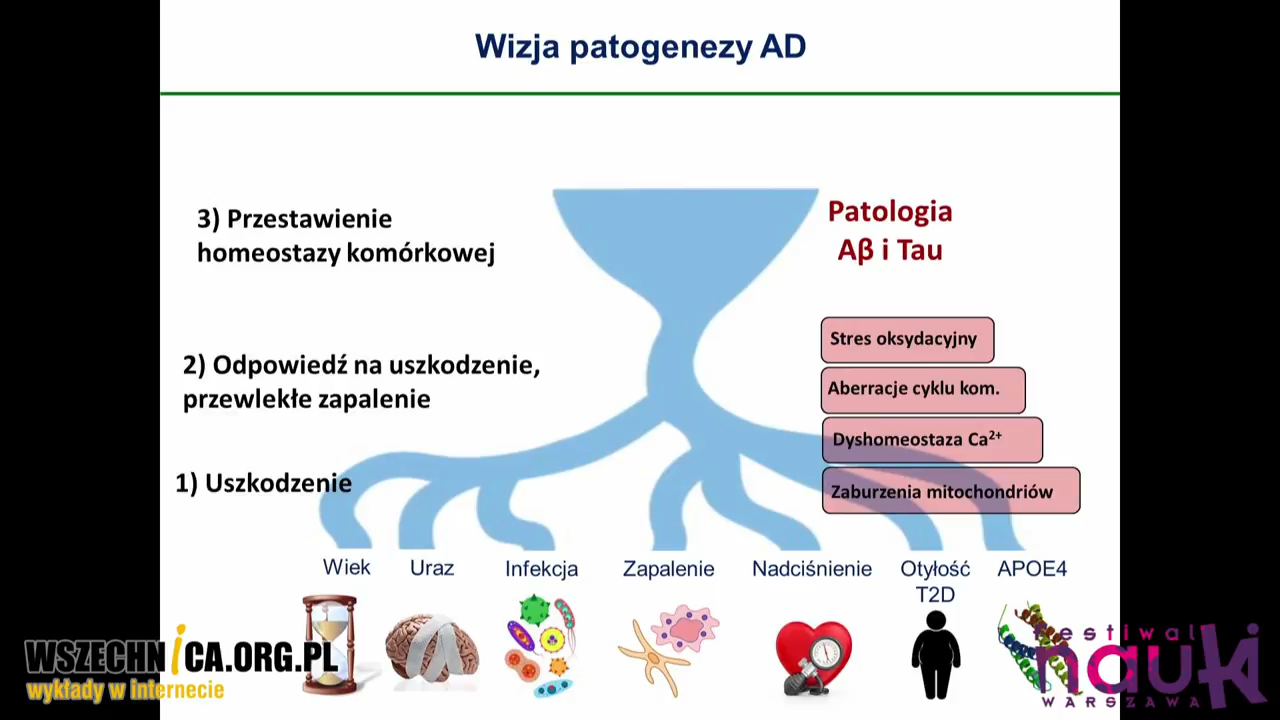 Wizja patogenezy AD
3) Przestawienie
homeostazy komórkowej
Patologia
Aβ i Tau
2) Odpowiedź na uszkodzenie,
przewlekłe zapalenie
Stres oksydacyjny
Aberracje cyklu kom.
Dyshomeostaza Ca²⁺
Zaburzenia mitochondriów
1) Uszkodzenie
Wiek
Uraz
Infekcja
Zapalenie
Nadciśnienie
Otyłość
T2D
APOE4
WSZECHNiCA.ORG.PL
wykłady w internecie
festiwal
nauki
WARSZAWA